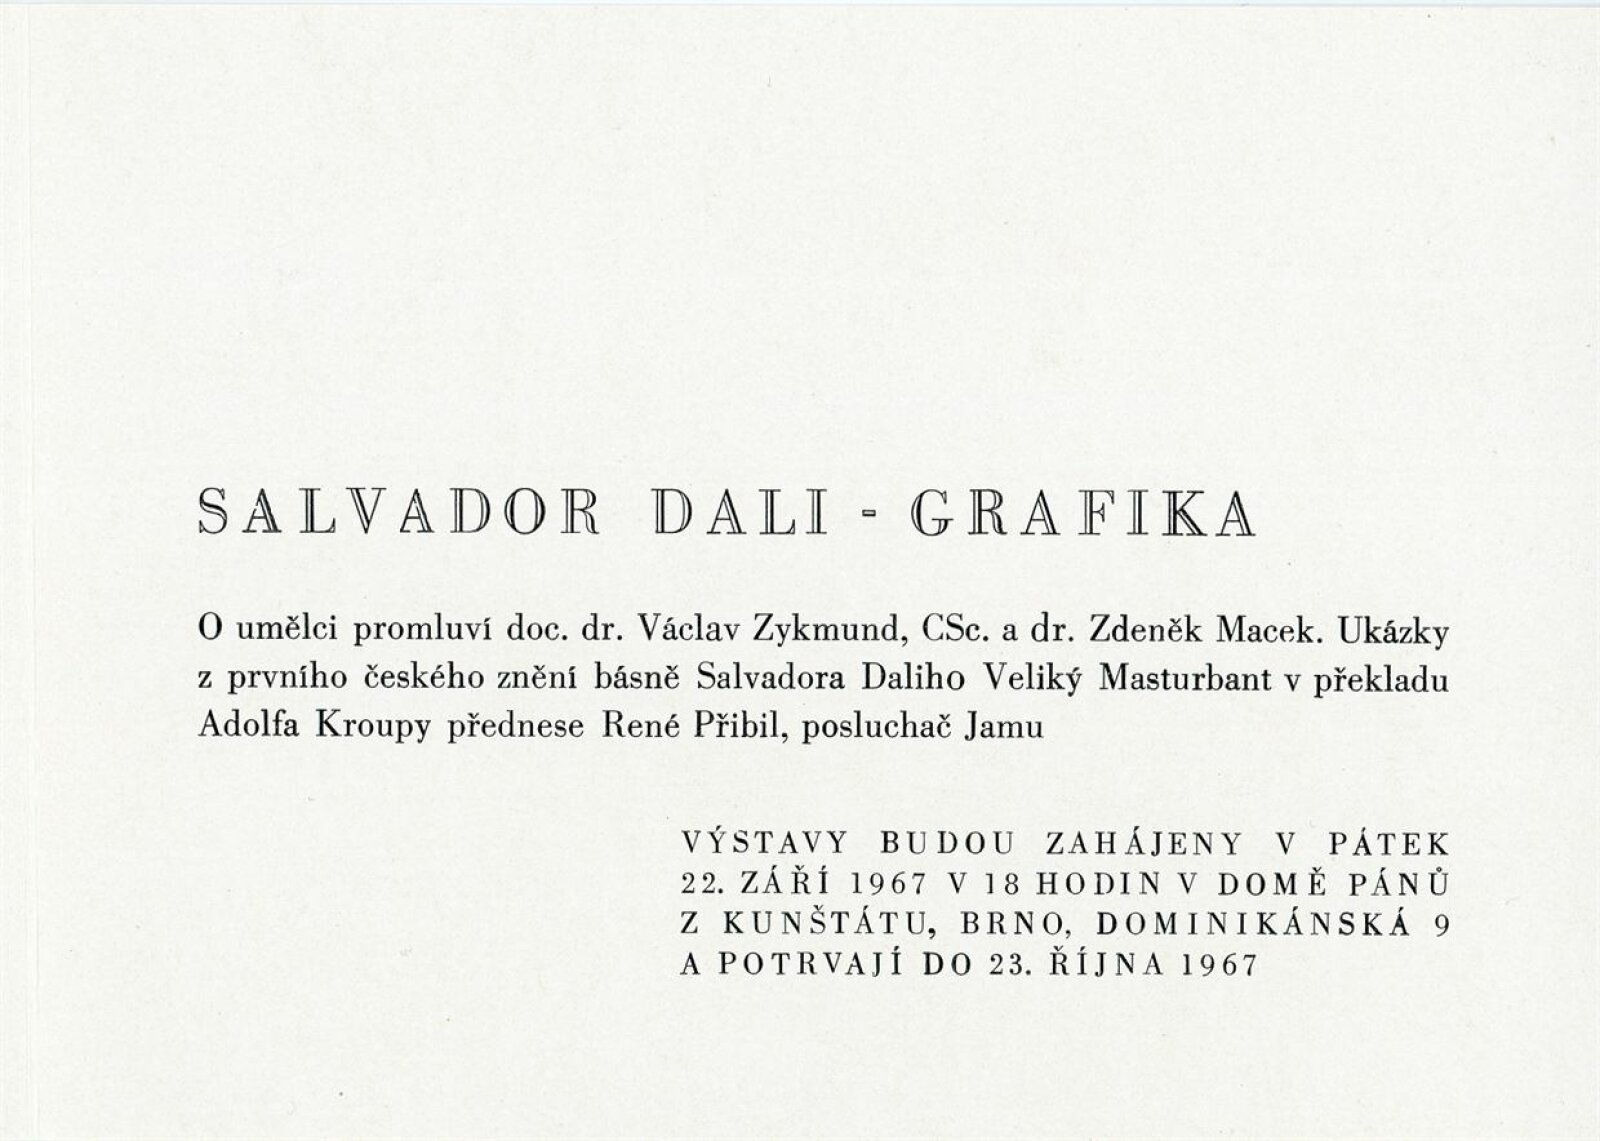 SALVADOR DALI - GRAFIKA
O umělci promluví doc. dr. Václav Zykmund, CSc. a dr. Zdeněk Macek. Ukázky
z prvního českého znění básně Salvadora Daliho Veliký Masturbant v překladu
Adolfa Kroupy přednese René Přibil, posluchač Jamu
VÝSTAVY BUDOU ZAHÁJENY V PÁTEK
22. ZÁŘÍ 1967 V 18 HODIN V DOMĚ PÁNŮ
Z KUNŠTÁTU, BRNO, DOMINIKÁNSKÁ 9
A POTRVAJÍ DO 23. ŘÍJNA 1967